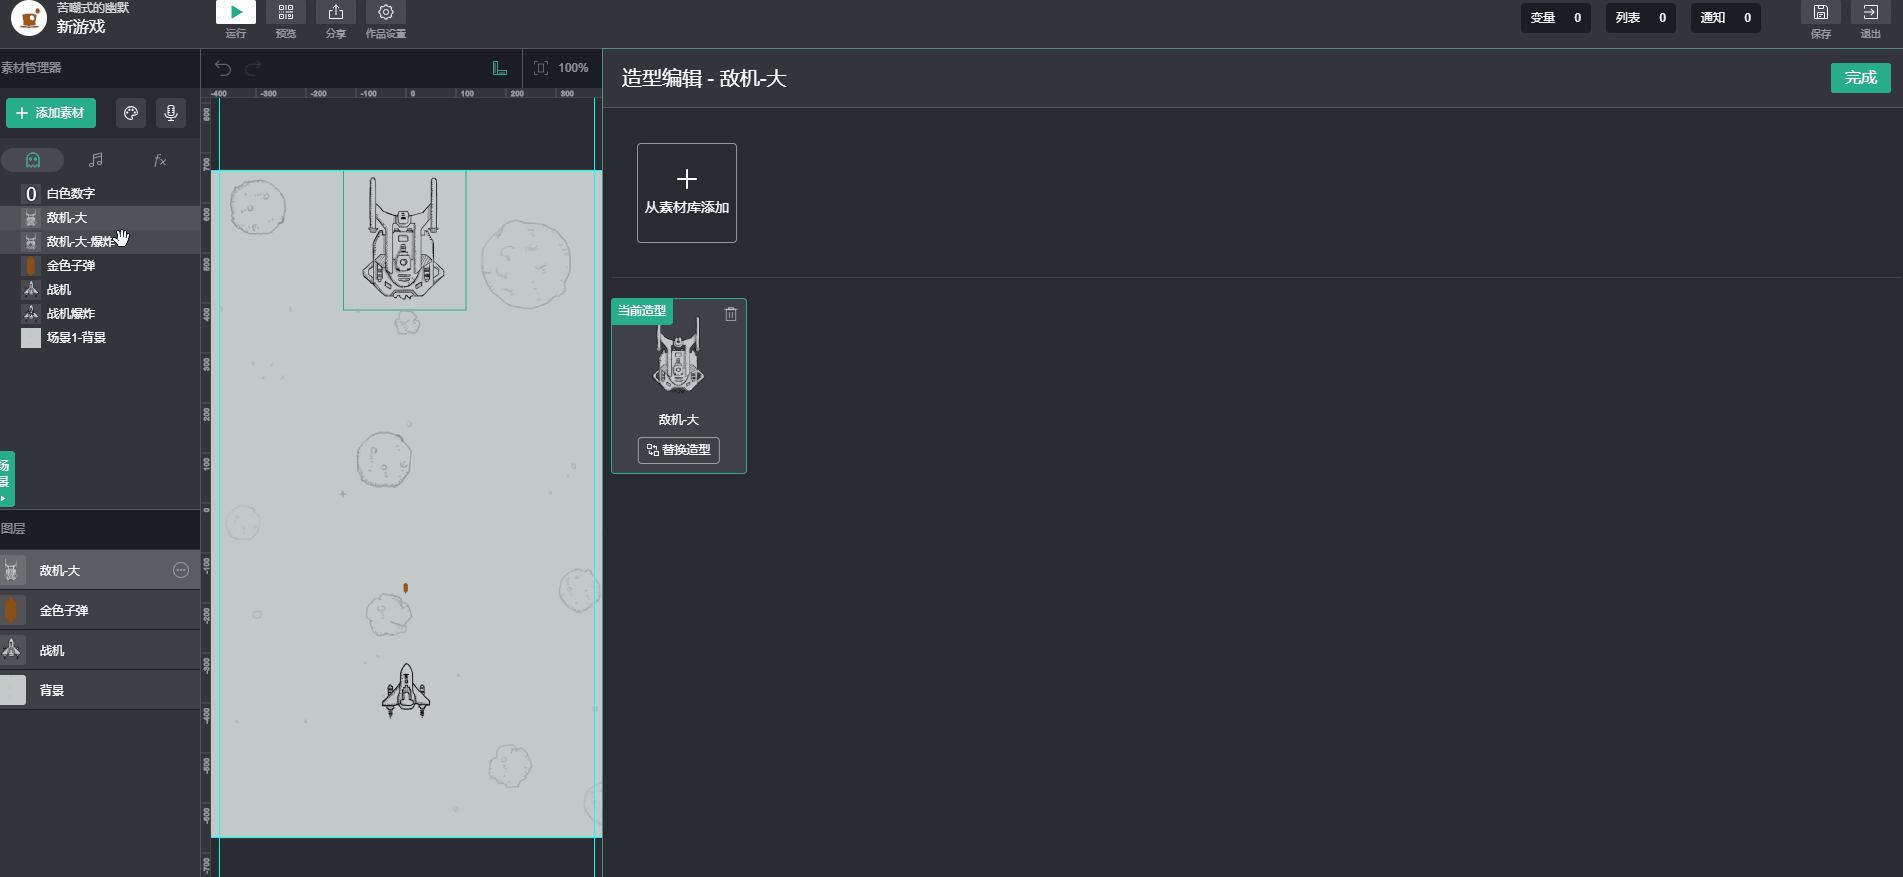 苦嘲式的幽默
新游戏
运行
预览
分享
作品设置
变量 0
列表 0
通知 0
保存
退出
素材管理器
100%
造型编辑 - 敌机-大
完成
添加素材
fx
0 白色数字
敌机-大
敌机-大-爆炸
金色子弹
战机
战机爆炸
场景1-背景
场景
图层
敌机-大
金色子弹
战机
背景
-400 -300 -200 -100 0 100 200 300
800
700
600
500
400
300
200
100
0
-100
-200
-300
-400
-500
-600
-700
从素材库添加
当前造型
敌机-大
替换造型